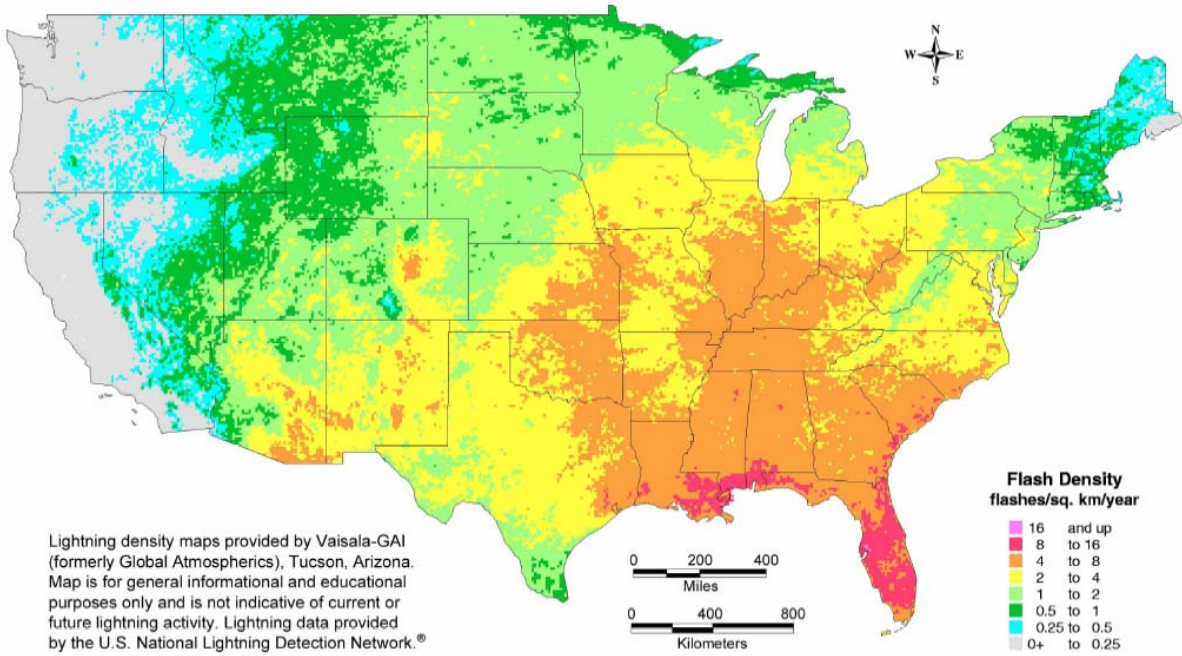 N
W E
S
Flash Density
flashes/sq. km/year
16 and up
8 to 16
4 to 8
2 to 4
1 to 2
0.5 to 1
0.25 to 0.5
0+ to 0.25
Lightning density maps provided by Vaisala-GAI
(formerly Global Atmospherics), Tucson, Arizona.
Map is for general informational and educational
purposes only and is not indicative of current or
future lightning activity. Lightning data provided
by the U.S. National Lightning Detection Network.®
0 200 400
Miles
0 400 800
Kilometers